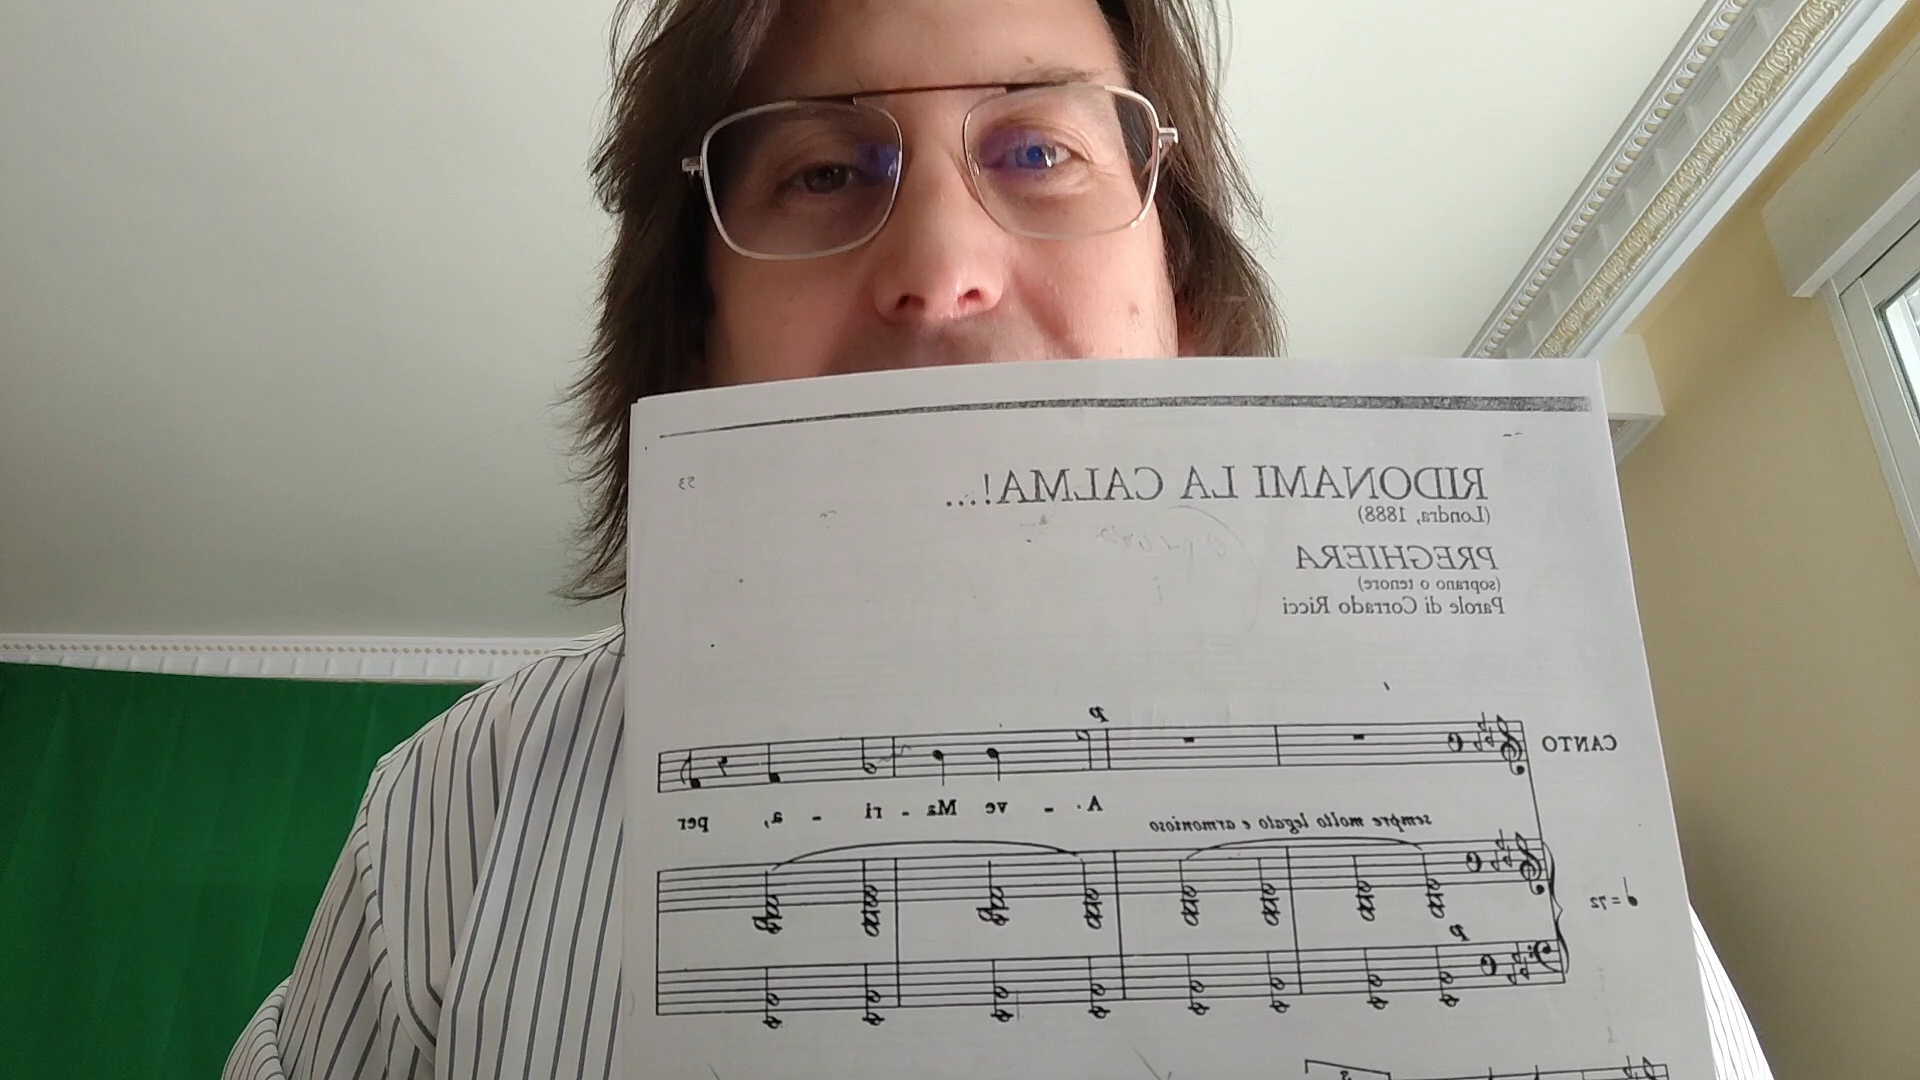 53
RIDONAMI LA CALMA!...
(Londra, 1888)
PREGHIERA
(soprano o tenore)
Parole di Corrado Ricci
CANTO
p
A - ve Ma - ri - a, per
sempre molto legato e armonioso
= 72
p
3